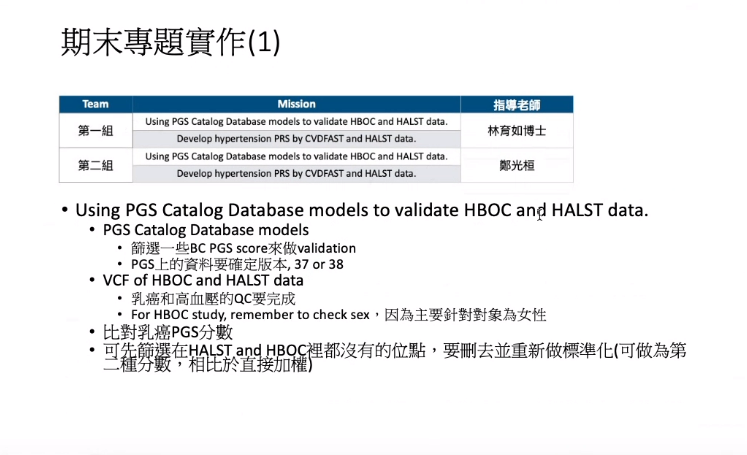 期末專題實作(1)
Team Mission 指導老師
第一組 Using PGS Catalog Database models to validate HBOC and HALST data. 林育如博士
Develop hypertension PRS by CVDFAST and HALST data.
第二組 Using PGS Catalog Database models to validate HBOC and HALST data. 鄭光桓
Develop hypertension PRS by CVDFAST and HALST data.
• Using PGS Catalog Database models to validate HBOC and HALST data.
• PGS Catalog Database models
• 篩選一些BC PGS score來做validation
• PGS上的資料要確定版本, 37 or 38
• VCF of HBOC and HALST data
• 乳癌和高血壓的QC要完成
• For HBOC study, remember to check sex，因為主要針對對象為女性
• 比對乳癌PGS分數
• 可先篩選在HALST and HBOC裡都沒有的位點，要刪去並重新做標準化(可做為第
二種分數，相比於直接加權)